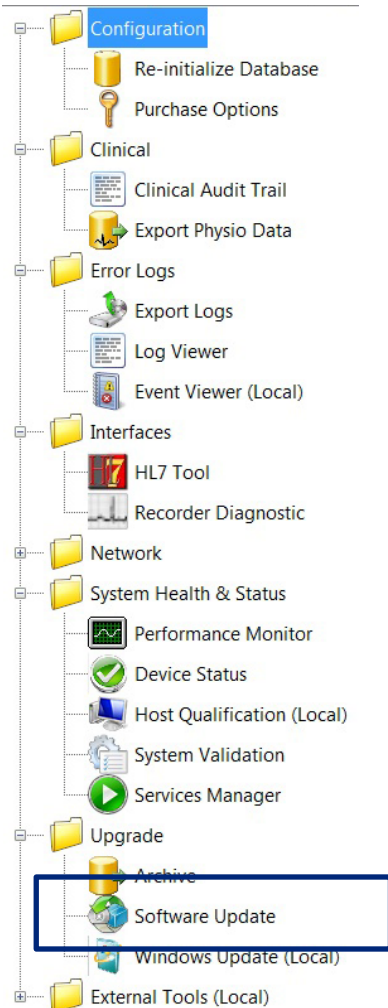 Configuration
Re-initialize Database
Purchase Options
Clinical
Clinical Audit Trail
Export Physio Data
Error Logs
Export Logs
Log Viewer
Event Viewer (Local)
Interfaces
HL7
HL7 Tool
Recorder Diagnostic
Network
System Health & Status
Performance Monitor
Device Status
Host Qualification (Local)
System Validation
Services Manager
Upgrade
Archive
Software Update
Windows Update (Local)
External Tools (Local)